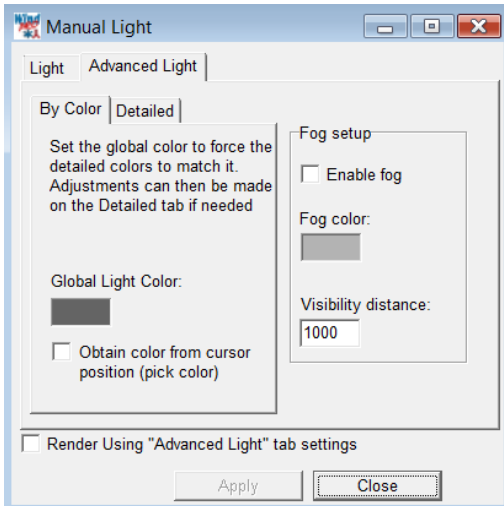 Manual Light
Light
Advanced Light
By Color
Detailed
Set the global color to force the
detailed colors to match it.
Adjustments can then be made
on the Detailed tab if needed
Global Light Color:
Obtain color from cursor
position (pick color)
Fog setup
Enable fog
Fog color:
Visibility distance:
1000
Render Using "Advanced Light" tab settings
Apply
Close